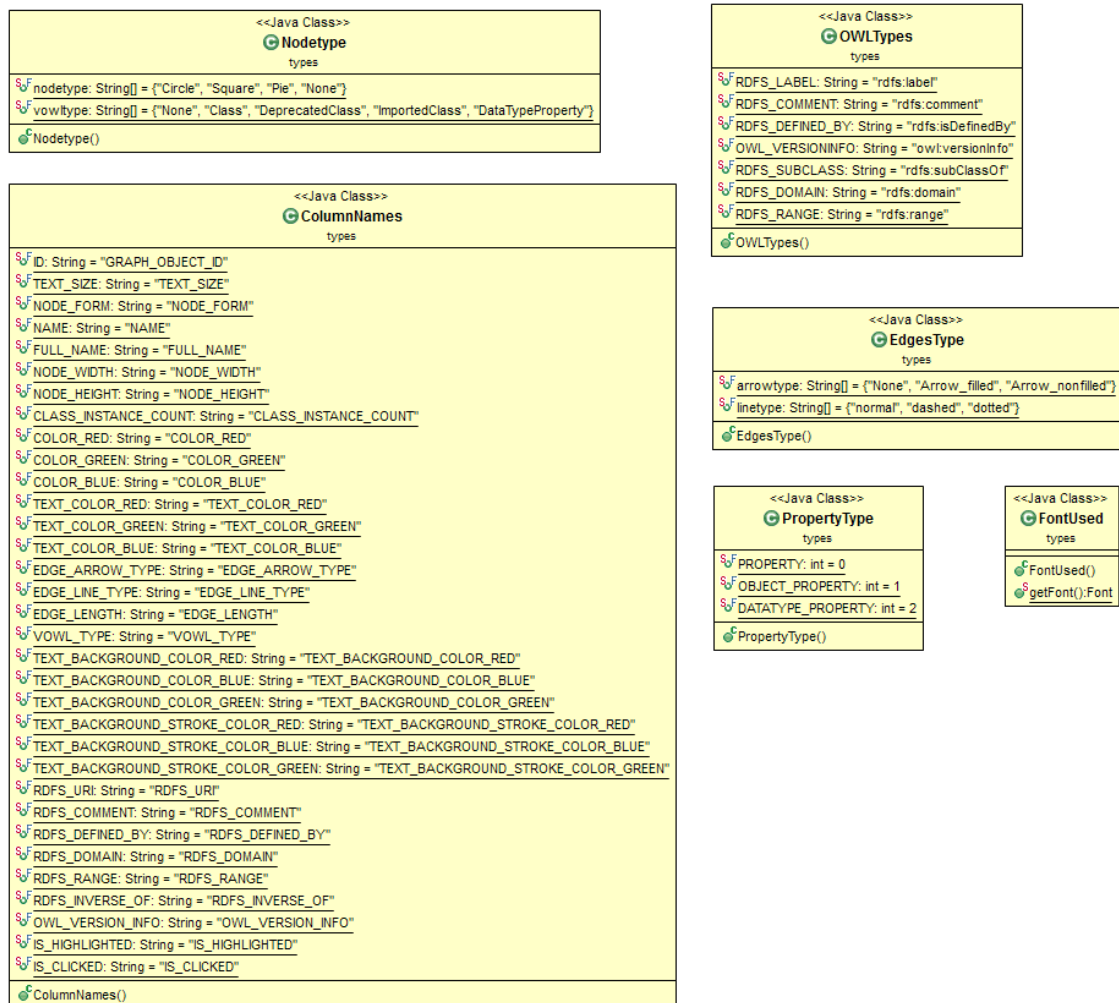 <<Java Class>>
Nodetype
types
nodetype: String[] = {"Circle", "Square", "Pie", "None"}
vowltype: String[] = {"None", "Class", "DeprecatedClass", "ImportedClass", "DataTypeProperty"}
Nodetype()
<<Java Class>>
OWLTypes
types
RDFS_LABEL: String = "rdfs:label"
RDFS_COMMENT: String = "rdfs:comment"
RDFS_DEFINED_BY: String = "rdfs:isDefinedBy"
OWL_VERSIONINFO: String = "owl:versionInfo"
RDFS_SUBCLASS: String = "rdfs:subClassOf"
RDFS_DOMAIN: String = "rdfs:domain"
RDFS_RANGE: String = "rdfs:range"
OWLTypes()
<<Java Class>>
ColumnNames
types
ID: String = "GRAPH_OBJECT_ID"
TEXT_SIZE: String = "TEXT_SIZE"
NODE_FORM: String = "NODE_FORM"
NAME: String = "NAME"
FULL_NAME: String = "FULL_NAME"
NODE_WIDTH: String = "NODE_WIDTH"
NODE_HEIGHT: String = "NODE_HEIGHT"
CLASS_INSTANCE_COUNT: String = "CLASS_INSTANCE_COUNT"
COLOR_RED: String = "COLOR_RED"
COLOR_GREEN: String = "COLOR_GREEN"
COLOR_BLUE: String = "COLOR_BLUE"
TEXT_COLOR_RED: String = "TEXT_COLOR_RED"
TEXT_COLOR_GREEN: String = "TEXT_COLOR_GREEN"
TEXT_COLOR_BLUE: String = "TEXT_COLOR_BLUE"
EDGE_ARROW_TYPE: String = "EDGE_ARROW_TYPE"
EDGE_LINE_TYPE: String = "EDGE_LINE_TYPE"
EDGE_LENGTH: String = "EDGE_LENGTH"
VOWL_TYPE: String = "VOWL_TYPE"
TEXT_BACKGROUND_COLOR_RED: String = "TEXT_BACKGROUND_COLOR_RED"
TEXT_BACKGROUND_COLOR_BLUE: String = "TEXT_BACKGROUND_COLOR_BLUE"
TEXT_BACKGROUND_COLOR_GREEN: String = "TEXT_BACKGROUND_COLOR_GREEN"
TEXT_BACKGROUND_STROKE_COLOR_RED: String = "TEXT_BACKGROUND_STROKE_COLOR_RED"
TEXT_BACKGROUND_STROKE_COLOR_BLUE: String = "TEXT_BACKGROUND_STROKE_COLOR_BLUE"
TEXT_BACKGROUND_STROKE_COLOR_GREEN: String = "TEXT_BACKGROUND_STROKE_COLOR_GREEN"
RDFS_URI: String = "RDFS_URI"
RDFS_COMMENT: String = "RDFS_COMMENT"
RDFS_DEFINED_BY: String = "RDFS_DEFINED_BY"
RDFS_DOMAIN: String = "RDFS_DOMAIN"
RDFS_RANGE: String = "RDFS_RANGE"
RDFS_INVERSE_OF: String = "RDFS_INVERSE_OF"
OWL_VERSION_INFO: String = "OWL_VERSION_INFO"
IS_HIGHLIGHTED: String = "IS_HIGHLIGHTED"
IS_CLICKED: String = "IS_CLICKED"
ColumnNames()
<<Java Class>>
EdgesType
types
arrowtype: String[] = {"None", "Arrow_filled", "Arrow_nonfilled"}
linetype: String[] = {"normal", "dashed", "dotted"}
EdgesType()
<<Java Class>>
PropertyType
types
PROPERTY: int = 0
OBJECT_PROPERTY: int = 1
DATATYPE_PROPERTY: int = 2
PropertyType()
<<Java Class>>
FontUsed
types
FontUsed()
getFont():Font